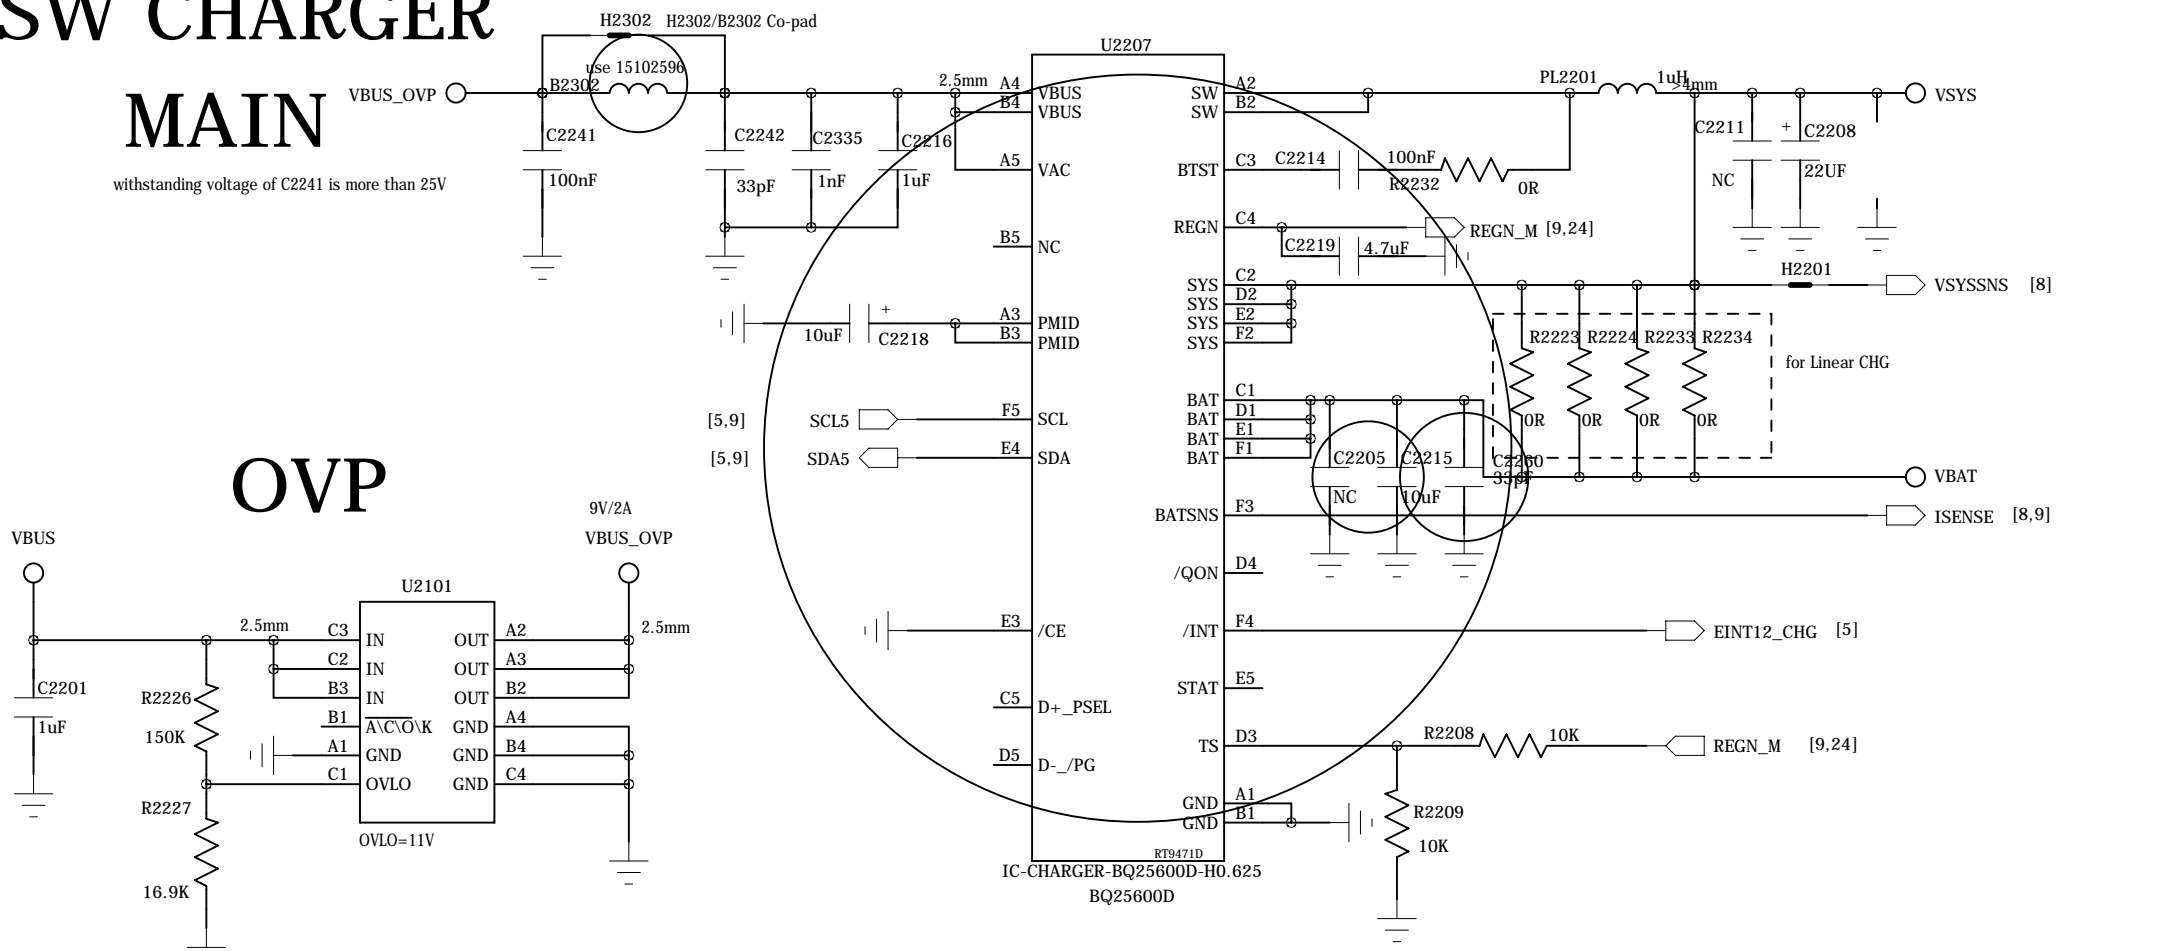 SW CHARGER
MAIN
withstanding voltage of C2241 is more than 25V
H2302
H2302/B2302 Co-pad
use 15102596
B2302
VBUS_OVP
C2241
100nF
C2242
33pF
C2335
1nF
C2216
1uF
2.5mm
U2207
A4
VBUS
B4
VBUS
A5
VAC
B5
NC
A3
PMID
B3
PMID
10uF
+
C2218
[5,9]
SCL5
F5
SCL
[5,9]
SDA5
E4
SDA
E3
/CE
C5
D+_PSEL
D5
D-_/PG
SW
A2
SW
B2
BTST
C3
C2214
100nF
R2232
0R
REGN
C4
REGN_M
[9,24]
C2219
4.7uF
SYS
C2
SYS
D2
SYS
E2
SYS
F2
BAT
C1
BAT
D1
BAT
E1
BAT
F1
BATSNS
F3
/QON
D4
/INT
F4
STAT
E5
TS
D3
GND
A1
GND
B1
RT9471D
IC-CHARGER-BQ25600D-H0.625
BQ25600D
PL2201
1uH
>4mm
VSYS
C2211
NC
+
C2208
22UF
H2201
VSYSSNS
[8]
R2223
R2224
R2233
R2234
0R
0R
0R
0R
for Linear CHG
C2205
NC
C2215
10uF
C2260
33pF
VBAT
ISENSE
[8,9]
EINT12_CHG
[5]
R2208
10K
REGN_M
[9,24]
R2209
10K
OVP
VBUS
9V/2A
VBUS_OVP
U2101
2.5mm
2.5mm
C3
IN
C2
IN
B3
IN
B1
A\C\O\K
A1
GND
C1
OVLO
OUT
A2
OUT
A3
OUT
B2
GND
A4
GND
B4
GND
C4
C2201
1uF
R2226
150K
R2227
16.9K
OVLO=11V